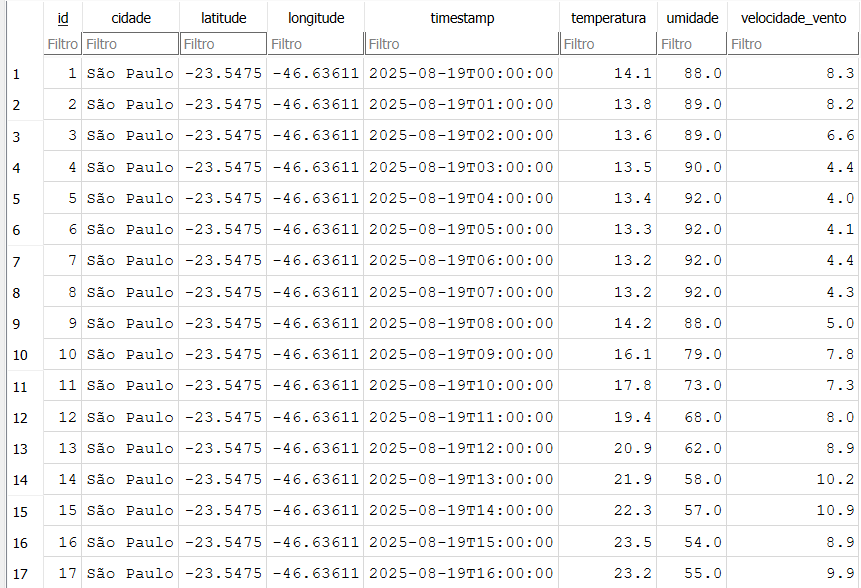 id cidade latitude longitude timestamp temperatura umidade velocidade_vento
Filtro Filtro Filtro Filtro Filtro Filtro Filtro Filtro
1 1 São Paulo -23.5475 -46.63611 2025-08-19T00:00:00 14.1 88.0 8.3
2 2 São Paulo -23.5475 -46.63611 2025-08-19T01:00:00 13.8 89.0 8.2
3 3 São Paulo -23.5475 -46.63611 2025-08-19T02:00:00 13.6 89.0 6.6
4 4 São Paulo -23.5475 -46.63611 2025-08-19T03:00:00 13.5 90.0 4.4
5 5 São Paulo -23.5475 -46.63611 2025-08-19T04:00:00 13.4 92.0 4.0
6 6 São Paulo -23.5475 -46.63611 2025-08-19T05:00:00 13.3 92.0 4.1
7 7 São Paulo -23.5475 -46.63611 2025-08-19T06:00:00 13.2 92.0 4.4
8 8 São Paulo -23.5475 -46.63611 2025-08-19T07:00:00 13.2 92.0 4.3
9 9 São Paulo -23.5475 -46.63611 2025-08-19T08:00:00 14.2 88.0 5.0
10 10 São Paulo -23.5475 -46.63611 2025-08-19T09:00:00 16.1 79.0 7.8
11 11 São Paulo -23.5475 -46.63611 2025-08-19T10:00:00 17.8 73.0 7.3
12 12 São Paulo -23.5475 -46.63611 2025-08-19T11:00:00 19.4 68.0 8.0
13 13 São Paulo -23.5475 -46.63611 2025-08-19T12:00:00 20.9 62.0 8.9
14 14 São Paulo -23.5475 -46.63611 2025-08-19T13:00:00 21.9 58.0 10.2
15 15 São Paulo -23.5475 -46.63611 2025-08-19T14:00:00 22.3 57.0 10.9
16 16 São Paulo -23.5475 -46.63611 2025-08-19T15:00:00 23.5 54.0 8.9
17 17 São Paulo -23.5475 -46.63611 2025-08-19T16:00:00 23.2 55.0 9.9